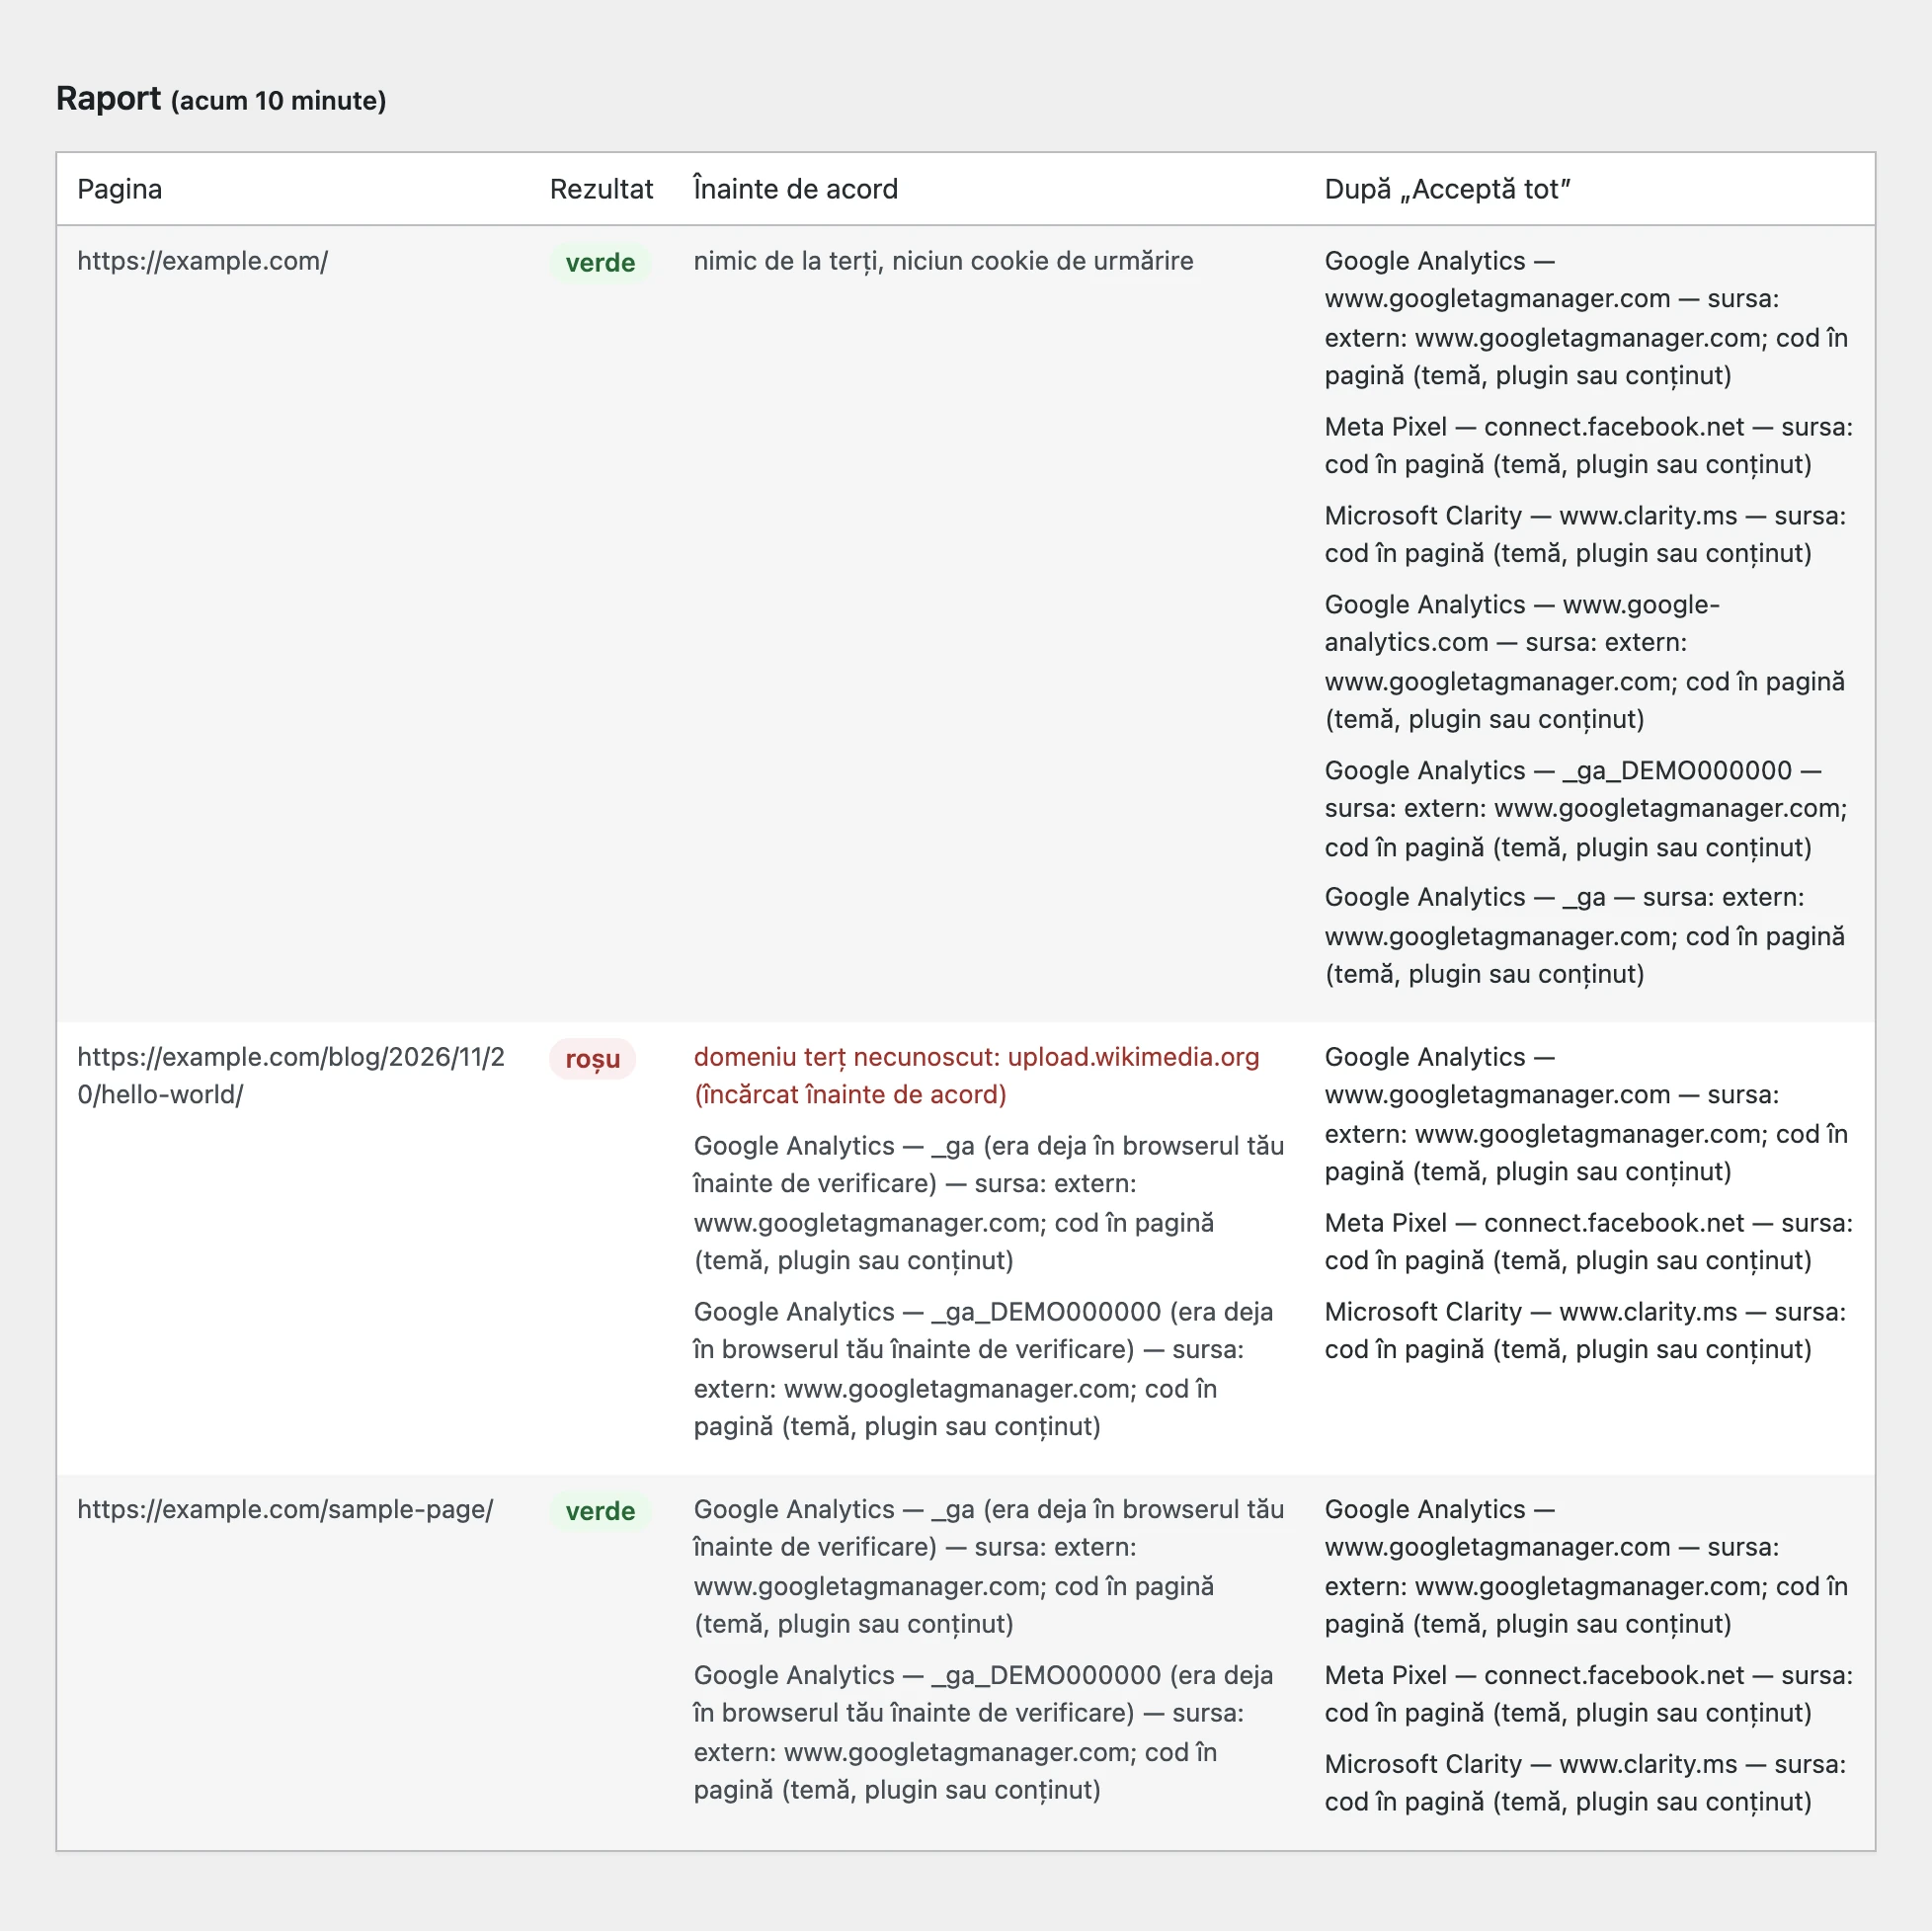 Raport (acum 10 minute)
Pagina Rezultat Înainte de acord După „Acceptă tot”
https://example.com/ verde nimic de la terți, niciun cookie de urmărire
Google Analytics —
www.googletagmanager.com — sursa:
extern: www.googletagmanager.com; cod în
pagină (temă, plugin sau conținut)
Meta Pixel — connect.facebook.net — sursa:
cod în pagină (temă, plugin sau conținut)
Microsoft Clarity — www.clarity.ms — sursa:
cod în pagină (temă, plugin sau conținut)
Google Analytics — www.google-
analytics.com — sursa: extern:
www.googletagmanager.com; cod în pagină
(temă, plugin sau conținut)
Google Analytics — _ga_DEMO000000 —
sursa: extern: www.googletagmanager.com;
cod în pagină (temă, plugin sau conținut)
Google Analytics — _ga — sursa: extern:
www.googletagmanager.com; cod în pagină
(temă, plugin sau conținut)
https://example.com/blog/2026/11/2
0/hello-world/
roșu
domeniu terț necunoscut: upload.wikimedia.org
(încărcat înainte de acord)
Google Analytics — _ga (era deja în browserul tău
înainte de verificare) — sursa: extern:
www.googletagmanager.com; cod în pagină
(temă, plugin sau conținut)
Google Analytics — _ga_DEMO000000 (era deja
în browserul tău înainte de verificare) — sursa:
extern: www.googletagmanager.com; cod în
pagină (temă, plugin sau conținut)
Google Analytics —
www.googletagmanager.com — sursa:
extern: www.googletagmanager.com; cod în
pagină (temă, plugin sau conținut)
Meta Pixel — connect.facebook.net — sursa:
cod în pagină (temă, plugin sau conținut)
Microsoft Clarity — www.clarity.ms — sursa:
cod în pagină (temă, plugin sau conținut)
https://example.com/sample-page/
verde
Google Analytics — _ga (era deja în browserul tău
înainte de verificare) — sursa: extern:
www.googletagmanager.com; cod în pagină
(temă, plugin sau conținut)
Google Analytics — _ga_DEMO000000 (era deja
în browserul tău înainte de verificare) — sursa:
extern: www.googletagmanager.com; cod în
pagină (temă, plugin sau conținut)
Google Analytics —
www.googletagmanager.com — sursa:
extern: www.googletagmanager.com; cod în
pagină (temă, plugin sau conținut)
Meta Pixel — connect.facebook.net — sursa:
cod în pagină (temă, plugin sau conținut)
Microsoft Clarity — www.clarity.ms — sursa:
cod în pagină (temă, plugin sau conținut)